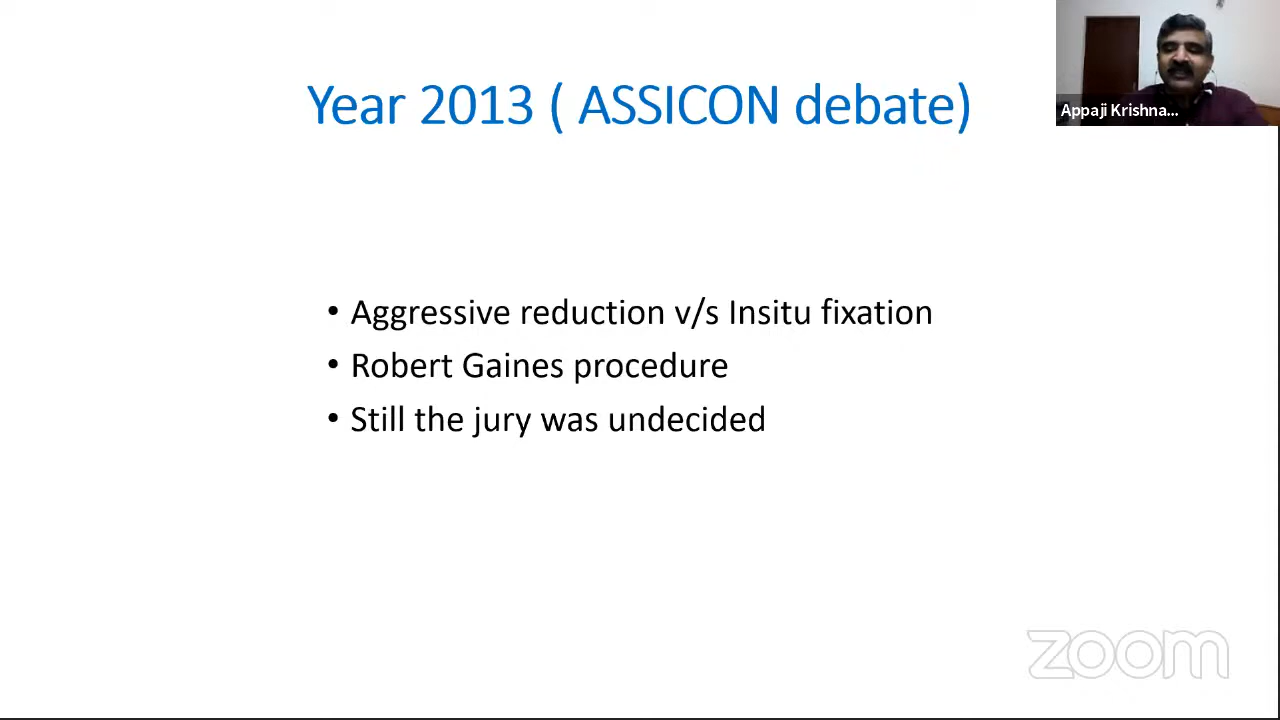 Year 2013 ( ASSICON debate)
Appaji Krishna...
• Aggressive reduction v/s Insitu fixation
• Robert Gaines procedure
• Still the jury was undecided
zoom